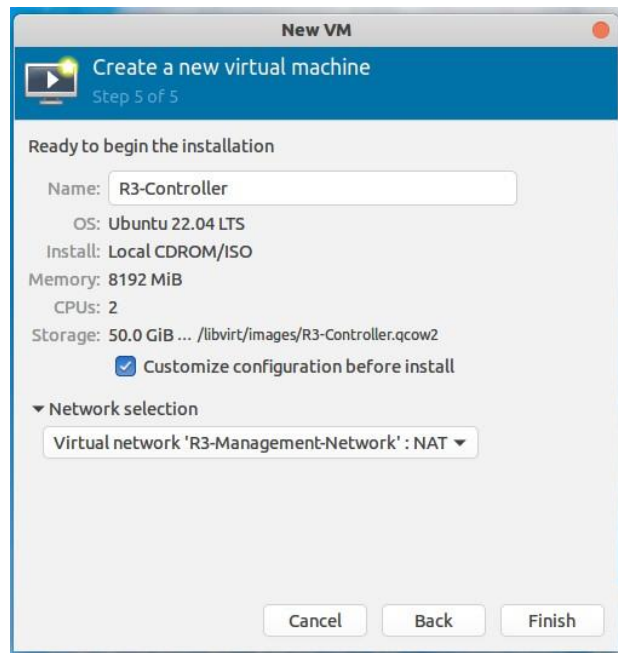 New VM
Create a new virtual machine
Step 5 of 5
Ready to begin the installation
Name: R3-Controller
OS: Ubuntu 22.04 LTS
Install: Local CDROM/ISO
Memory: 8192 MiB
CPUs: 2
Storage: 50.0 GiB ... /libvirt/images/R3-Controller.qcow2
Customize configuration before install
Network selection
Virtual network 'R3-Management-Network' : NAT
Cancel Back Finish